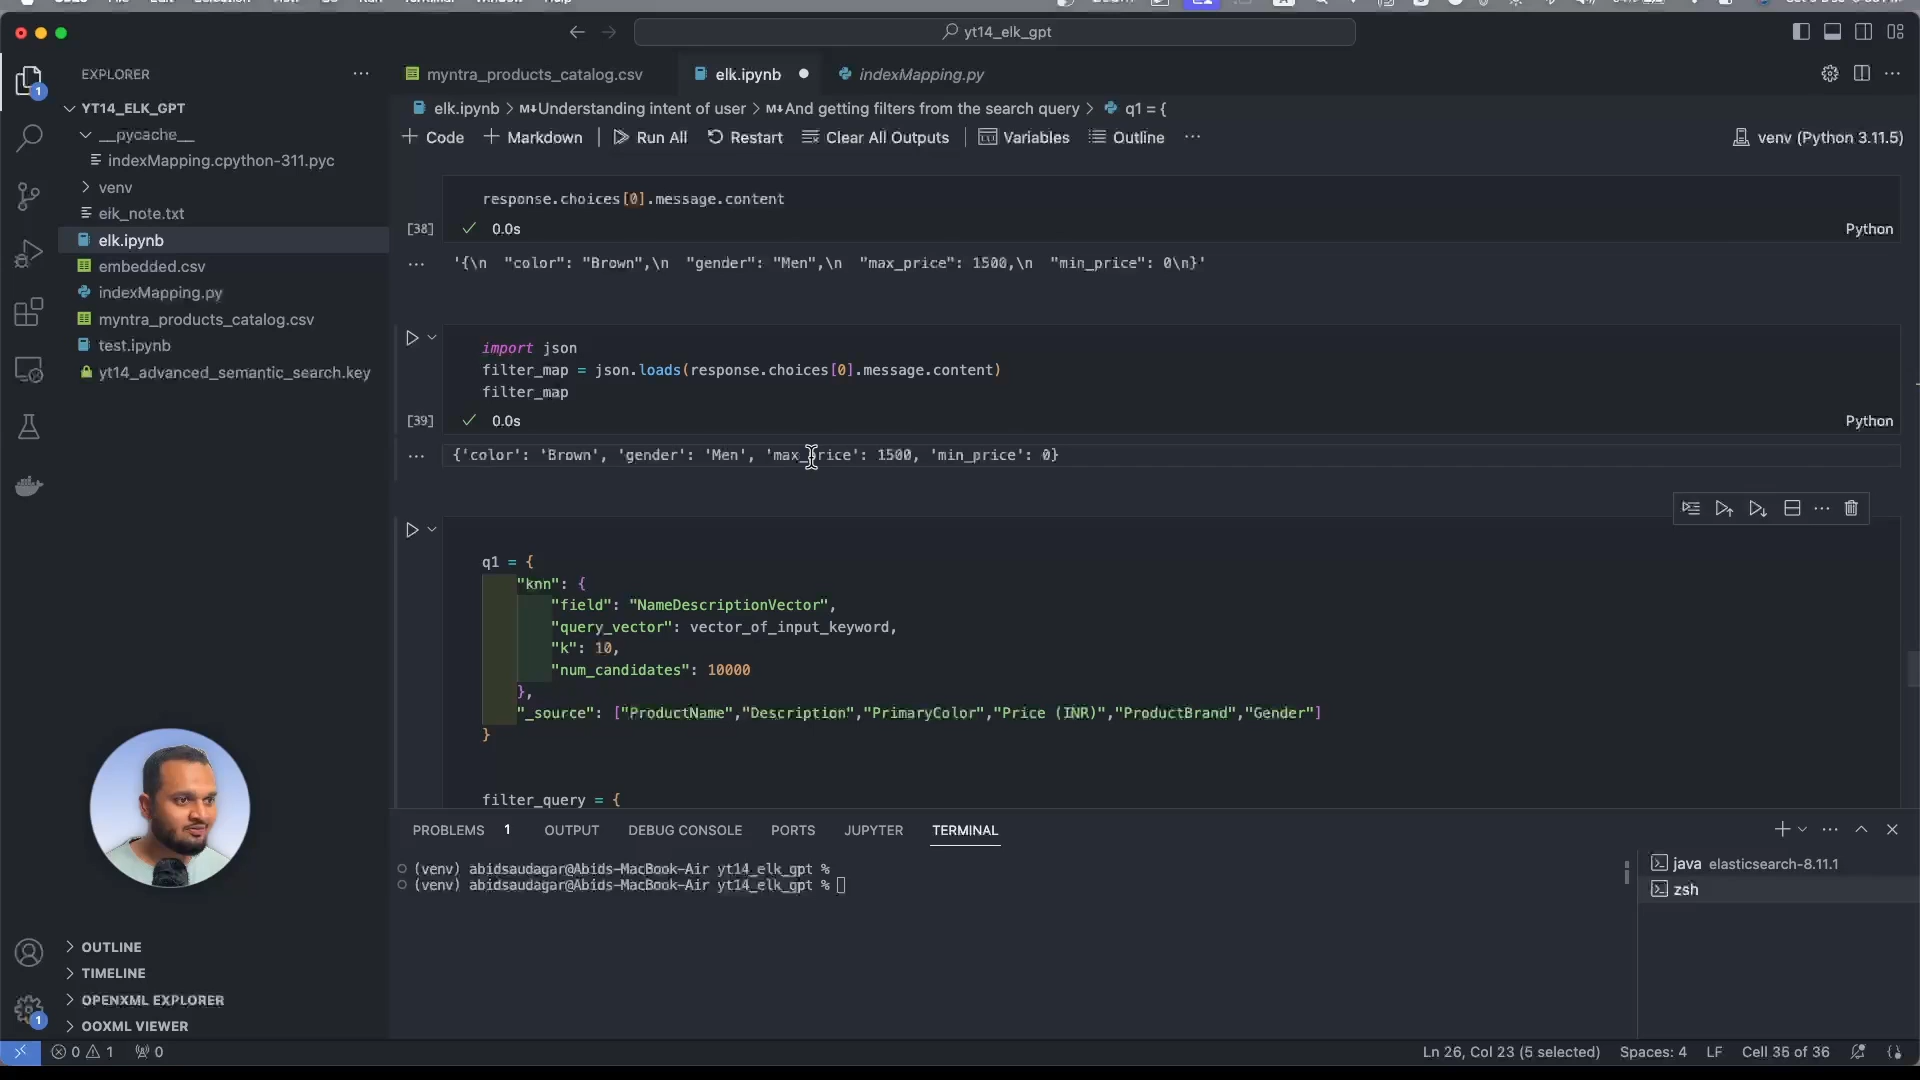 yt14_elk_gpt
EXPLORER
myntra_products_catalog.csv
elk.ipynb
indexMapping.py
YT14_ELK_GPT
__pycache__
indexMapping.cpython-311.pyc
venv
elk_note.txt
elk.ipynb
embedded.csv
indexMapping.py
myntra_products_catalog.csv
test.ipynb
yt14_advanced_semantic_search.key
elk.ipynb > M↓Understanding intent of user > M↓And getting filters from the search query > q1 = {
+ Code + Markdown | Run All Restart Clear All Outputs | Variables Outline ...
venv (Python 3.11.5)
response.choices[0].message.content
[38] ✓ 0.0s Python
... '{\n "color": "Brown",\n "gender": "Men",\n "max_price": 1500,\n "min_price": 0\n}'
import json
filter_map = json.loads(response.choices[0].message.content)
filter_map
[39] ✓ 0.0s Python
... {'color': 'Brown', 'gender': 'Men', 'max_price': 1500, 'min_price': 0}
q1 = {
"knn": {
"field": "NameDescriptionVector",
"query_vector": vector_of_input_keyword,
"k": 10,
"num_candidates": 10000
},
"_source": ["ProductName","Description","PrimaryColor","Price (INR)","ProductBrand","Gender"]
}
filter_query = {
PROBLEMS 1 OUTPUT DEBUG CONSOLE PORTS JUPYTER TERMINAL
(venv) abidsaudagar@Abids-MacBook-Air yt14_elk_gpt %
(venv) abidsaudagar@Abids-MacBook-Air yt14_elk_gpt %
java elasticsearch-8.11.1
zsh
OUTLINE
TIMELINE
OPENXML EXPLORER
OOXML VIEWER
1
1
0 1 0
Ln 26, Col 23 (5 selected) Spaces: 4 LF Cell 36 of 36